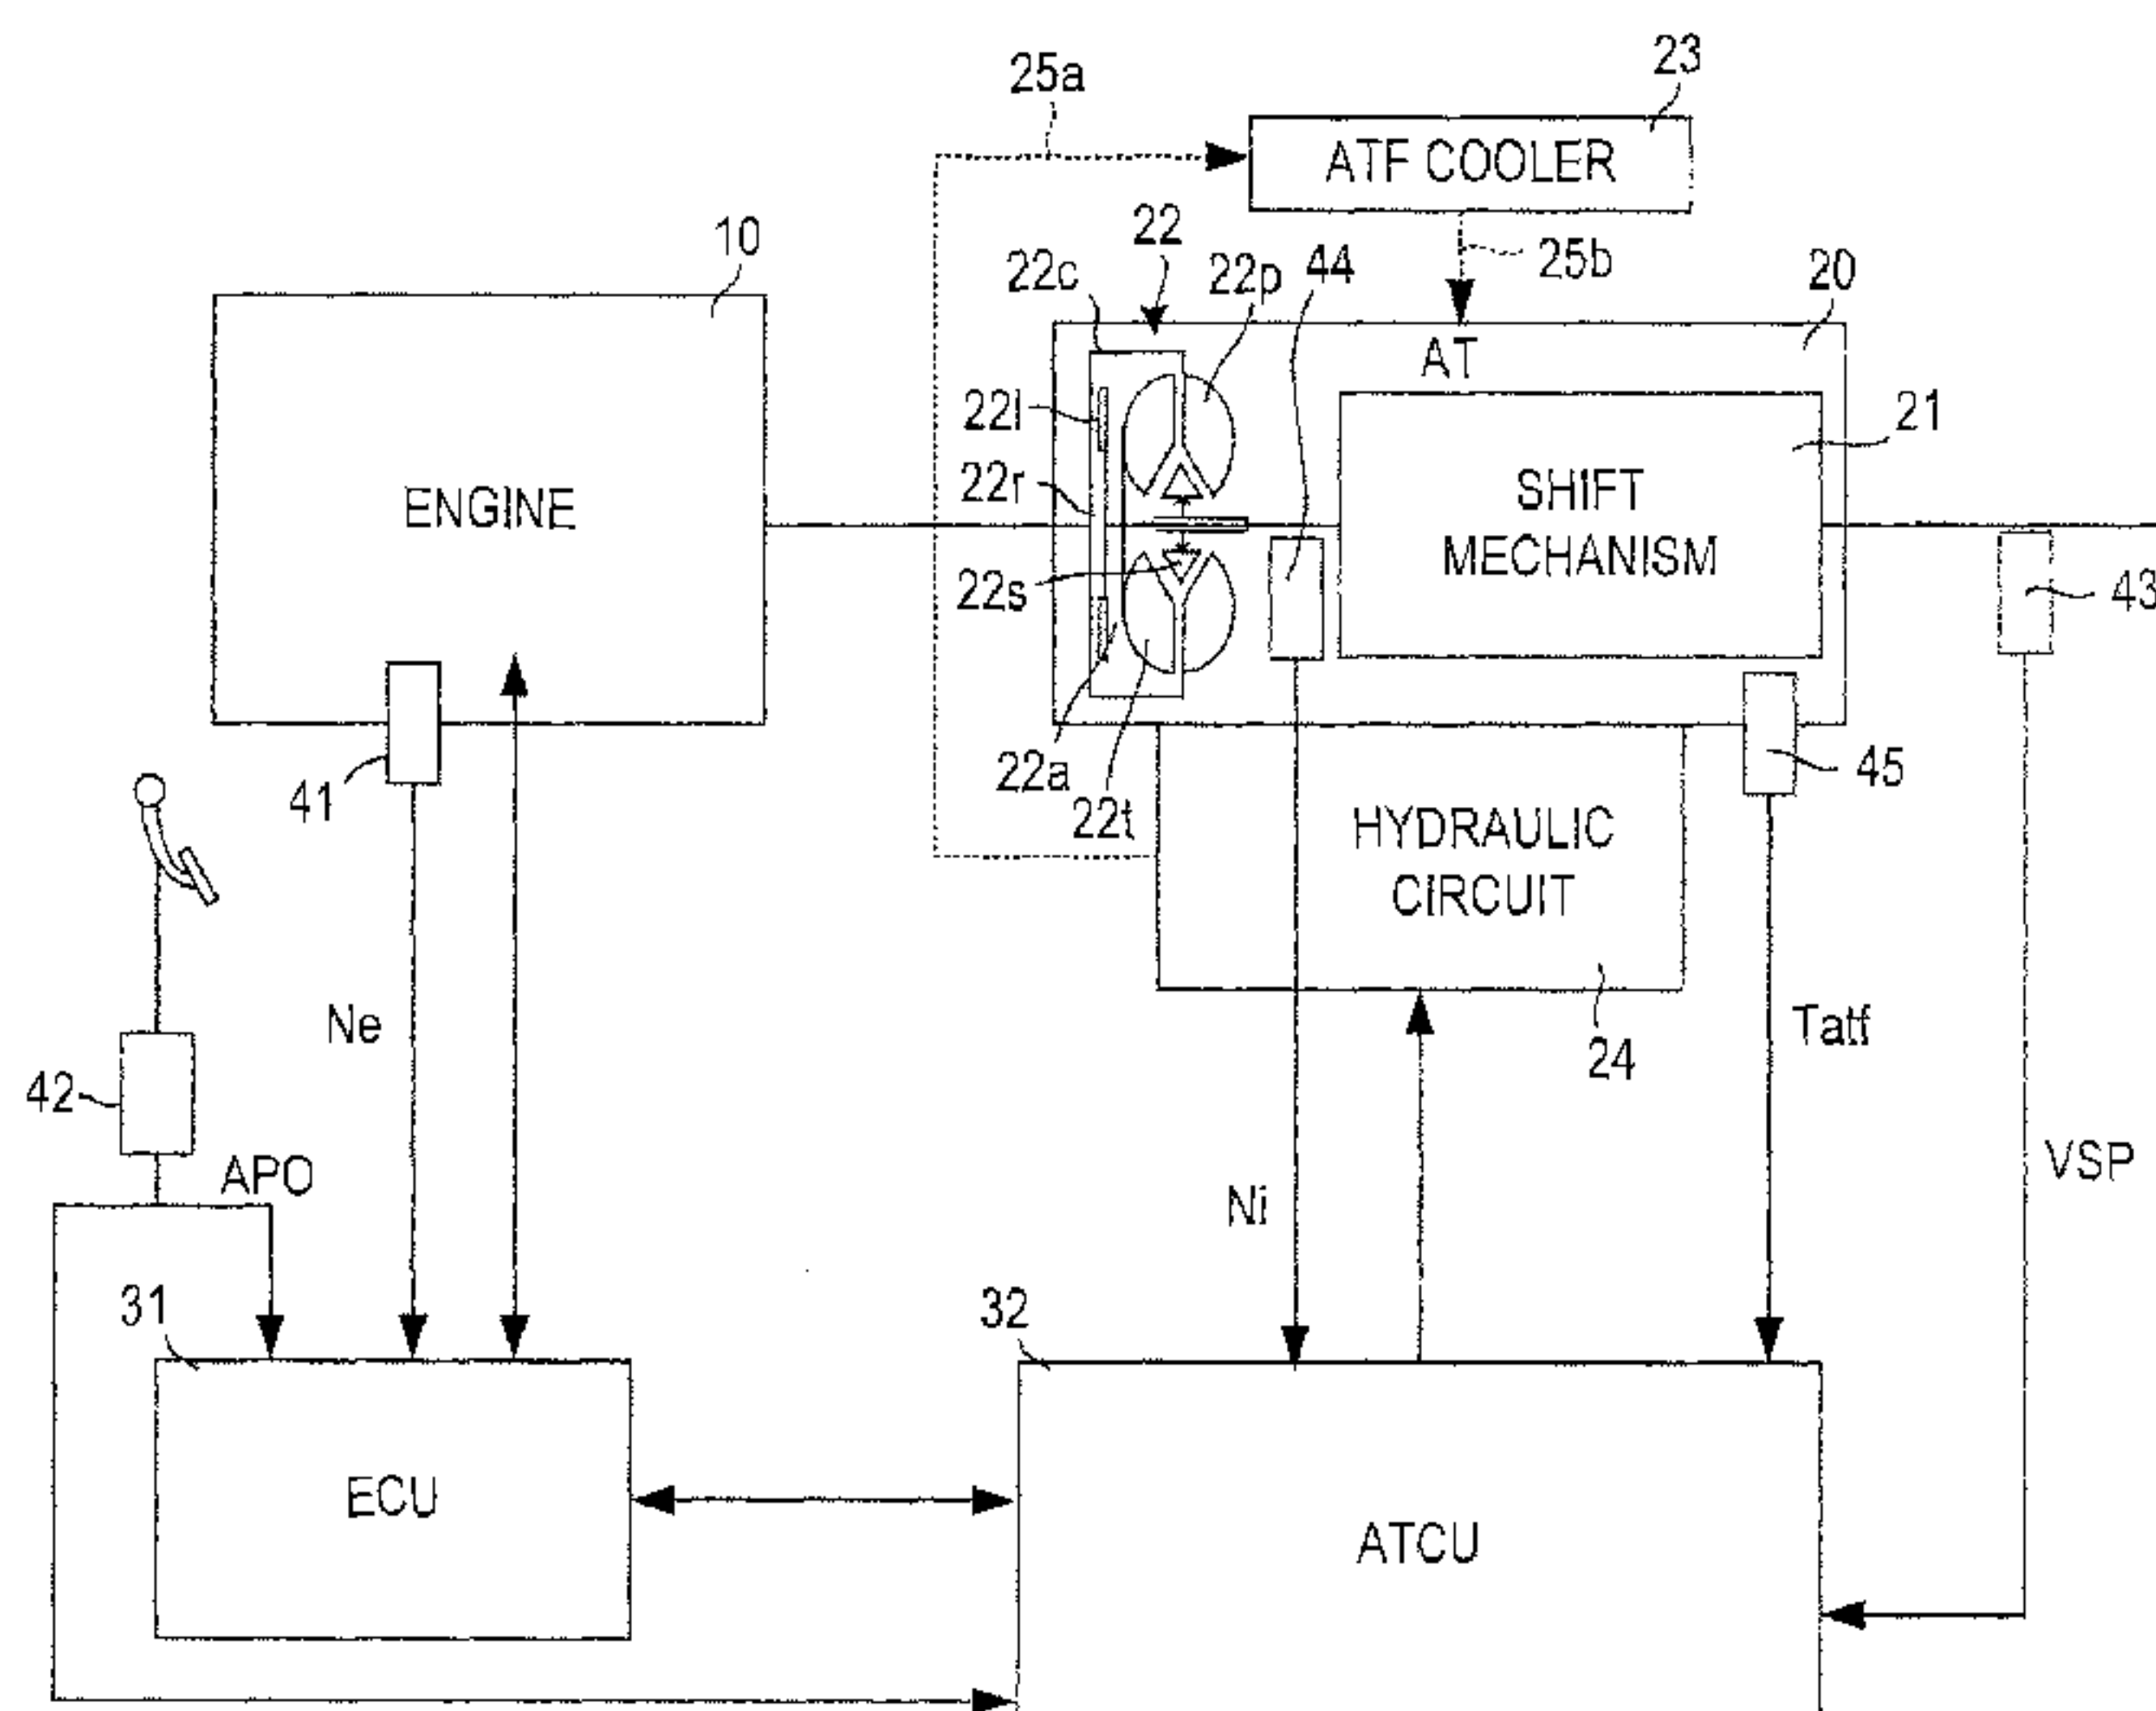 23
25a
ATF COOLER
10
22
25b
22c
22p
44
20
AT
22l
21
22r
ENGINE
SHIFT
MECHANISM
22s
43
22a
45
41
22t
HYDRAULIC
CIRCUIT
Ne
Tatf
24
42
APO
VSP
Ni
31
32
ECU
ATCU